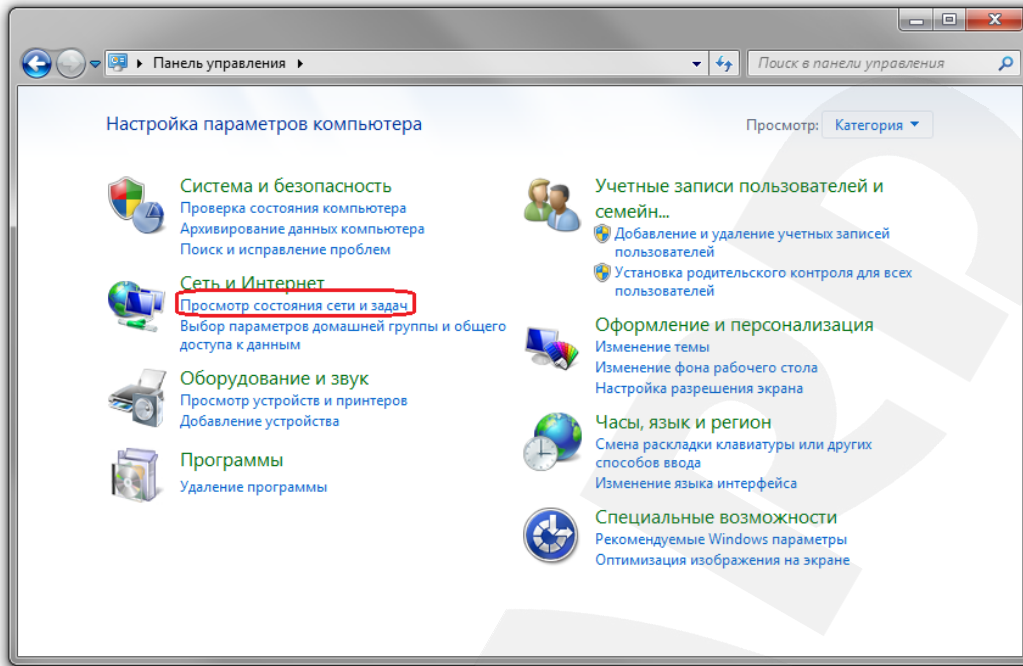 Панель управления
Поиск в панели управления
Настройка параметров компьютера
Просмотр: Категория
Система и безопасность
Проверка состояния компьютера
Архивирование данных компьютера
Поиск и исправление проблем
Сеть и Интернет
Просмотр состояния сети и задач
Выбор параметров домашней группы и общего
доступа к данным
Оборудование и звук
Просмотр устройств и принтеров
Добавление устройства
Программы
Удаление программы
Учетные записи пользователей и
семейн...
Добавление и удаление учетных записей
пользователей
Установка родительского контроля для всех
пользователей
Оформление и персонализация
Изменение темы
Изменение фона рабочего стола
Настройка разрешения экрана
Часы, язык и регион
Смена раскладки клавиатуры или других
способов ввода
Изменение языка интерфейса
Специальные возможности
Рекомендуемые Windows параметры
Оптимизация изображения на экране